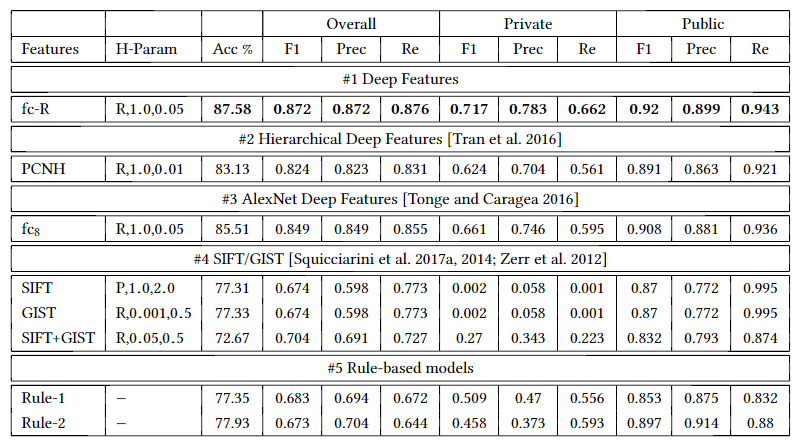 Overall Private Public
Features H-Param Acc % F1 Prec Re F1 Prec Re F1 Prec Re
#1 Deep Features
fc-R R,1.0,0.05 87.58 0.872 0.872 0.876 0.717 0.783 0.662 0.92 0.899 0.943
#2 Hierarchical Deep Features [Tran et al. 2016]
PCNH R,1.0,0.01 83.13 0.824 0.823 0.831 0.624 0.704 0.561 0.891 0.863 0.921
#3 AlexNet Deep Features [Tonge and Caragea 2016]
fc₈ R,1.0,0.05 85.51 0.849 0.849 0.855 0.661 0.746 0.595 0.908 0.881 0.936
#4 SIFT/GIST [Squicciarini et al. 2017a, 2014; Zerr et al. 2012]
SIFT P,1.0,2.0 77.31 0.674 0.598 0.773 0.002 0.058 0.001 0.87 0.772 0.995
GIST R,0.001,0.5 77.33 0.674 0.598 0.773 0.002 0.058 0.001 0.87 0.772 0.995
SIFT+GIST R,0.05,0.5 72.67 0.704 0.691 0.727 0.27 0.343 0.223 0.832 0.793 0.874
#5 Rule-based models
Rule-1 – 77.35 0.683 0.694 0.672 0.509 0.47 0.556 0.853 0.875 0.832
Rule-2 – 77.93 0.673 0.704 0.644 0.458 0.373 0.593 0.897 0.914 0.88